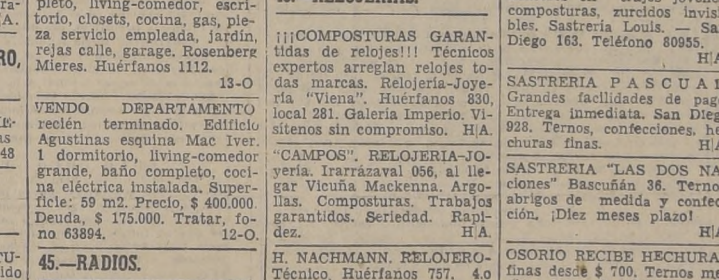 pleto, living-comedor, escri-
torio, closets, cocina, gas, pie-
za servicio empleada, jardín,
rejas calle, garage. Rosenberg
Mieres. Huérfanos 1112.
13-O
VENDO DEPARTAMENTO
recién terminado. Edificio
Agustinas esquina Mac Iver.
1 dormitorio, living-comedor
grande, baño completo, coci-
na eléctrica instalada. Super-
ficie: 59 m2. Precio, $ 400.000.
Deuda, $ 175.000. Tratar, fo-
no 63894. 12-O.
45.—RADIOS.
¡¡¡COMPOSTURAS GARAN-
tidas de relojes!!! Técnicos
expertos arreglan relojes to-
das marcas. Relojería-Joye-
ría "Viena". Huérfanos 830,
local 281. Galería Imperio. Vi-
sítenos sin compromiso. H|A.
"CAMPOS". RELOJERIA-JO-
yería. Irarrázaval 056, al lle-
gar Vicuña Mackenna. Argo-
llas. Composturas. Trabajos
garantidos. Seriedad. Rapi-
dez. H|A.
H. NACHMANN. RELOJERO-
Técnico. Huérfanos 757. 4.o
composturas, zurcidos invisi
bles. Sastrería Louis. — Sa
Diego 163. Teléfono 80955.
H|A
SASTRERIA PASCUAL
Grandes facilidades de pag
Entrega inmediata. San Dieg
928. Ternos, confecciones, he
churas finas. H|A
SASTRERIA "LAS DOS NA
ciones" Bascuñán 36. Terno
abrigos de medida y confec
ción. ¡Diez meses plazo!
H|A
OSORIO RECIBE HECHURA
finas desde $ 700. Ternos me